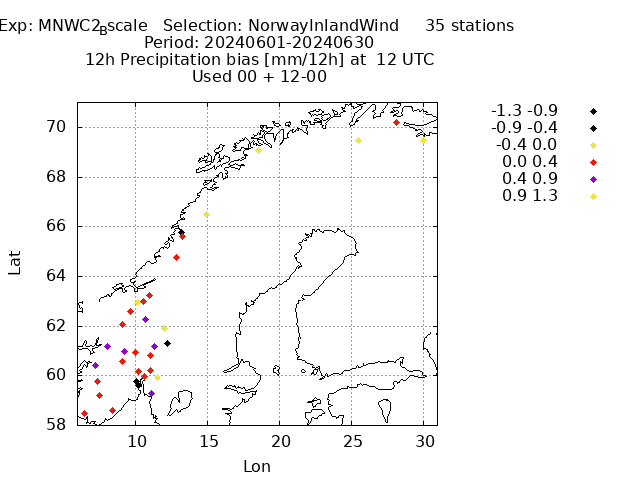 Exp: MNWC2_Bscale   Selection: NorwayInlandWind     35 stations
Period: 20240601-20240630
12h Precipitation bias [mm/12h] at  12 UTC
Used 00 + 12-00
-1.3 -0.9
-0.9 -0.4
-0.4 0.0
0.0 0.4
0.4 0.9
0.9 1.3
Lat
70
68
66
64
62
60
58
10 15 20 25 30
Lon